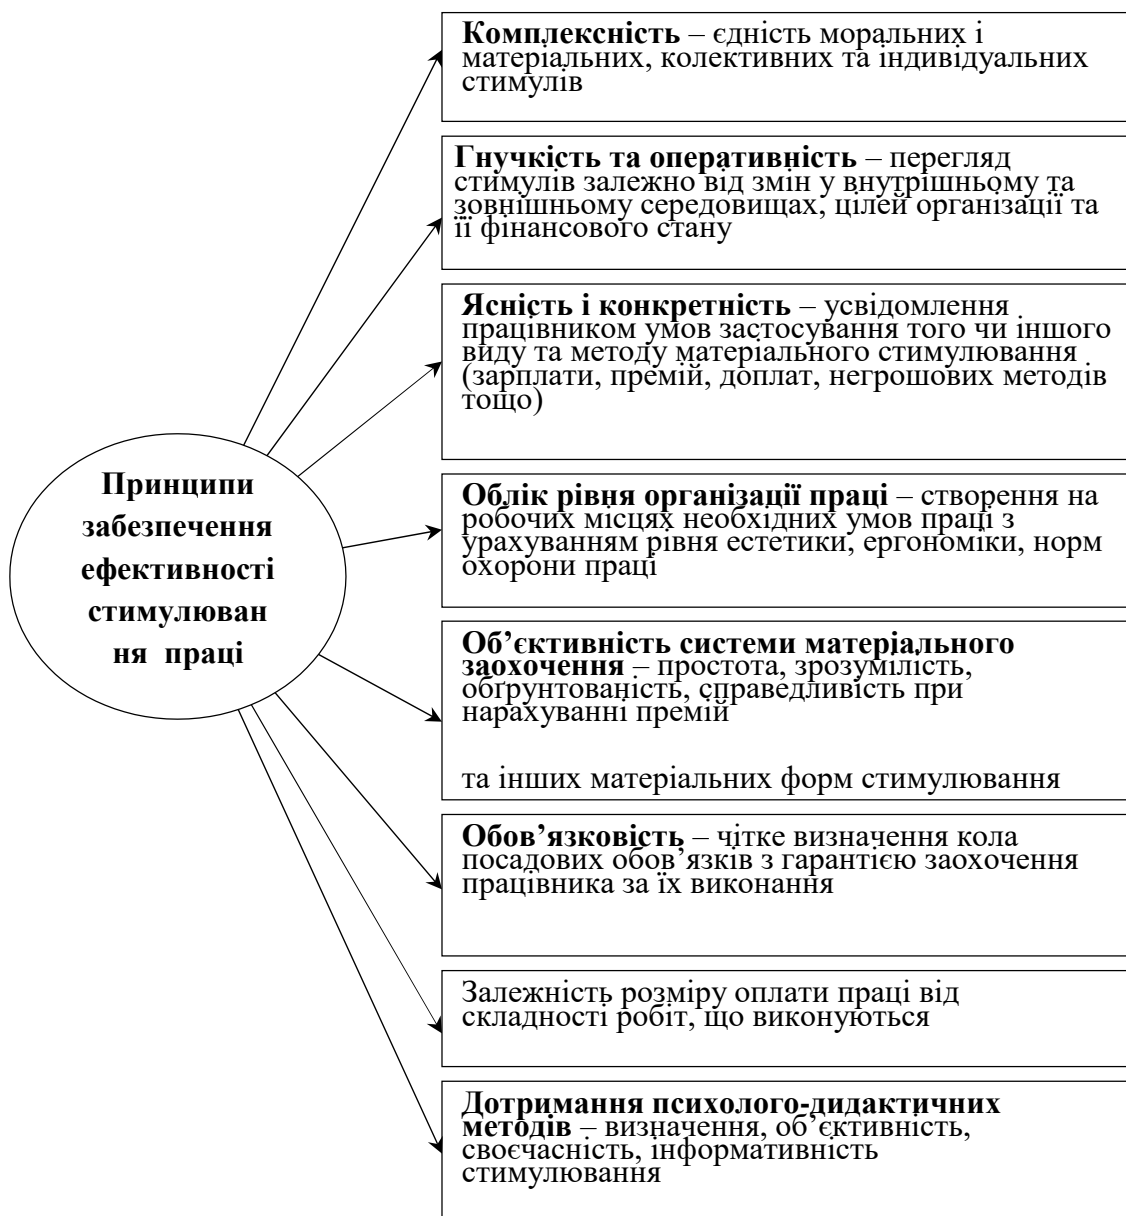 Комплексність – єдність моральних і
матеріальних, колективних та індивідуальних
стимулів
Гнучкість та оперативність – перегляд
стимулів залежно від змін у внутрішньому та
зовнішньому середовищах, цілей організації та
її фінансового стану
Ясність і конкретність – усвідомлення
працівником умов застосування того чи іншого
виду та методу матеріального стимулювання
(зарплати, премій, доплат, негрошових методів
тощо)
Принципи
забезпечення
ефективності
стимулюван
ня праці
Облік рівня організації праці – створення на
робочих місцях необхідних умов праці з
урахуванням рівня естетики, ергономіки, норм
охорони праці
Об’єктивність системи матеріального
заохочення – простота, зрозумілість,
обґрунтованість, справедливість при
нарахуванні премій
та інших матеріальних форм стимулювання
Обов’язковість – чітке визначення кола
посадових обов’язків з гарантією заохочення
працівника за їх виконання
Залежність розміру оплати праці від
складності робіт, що виконуються
Дотримання психолого-дидактичних
методів – визначення, об’єктивність,
своєчасність, інформативність
стимулювання